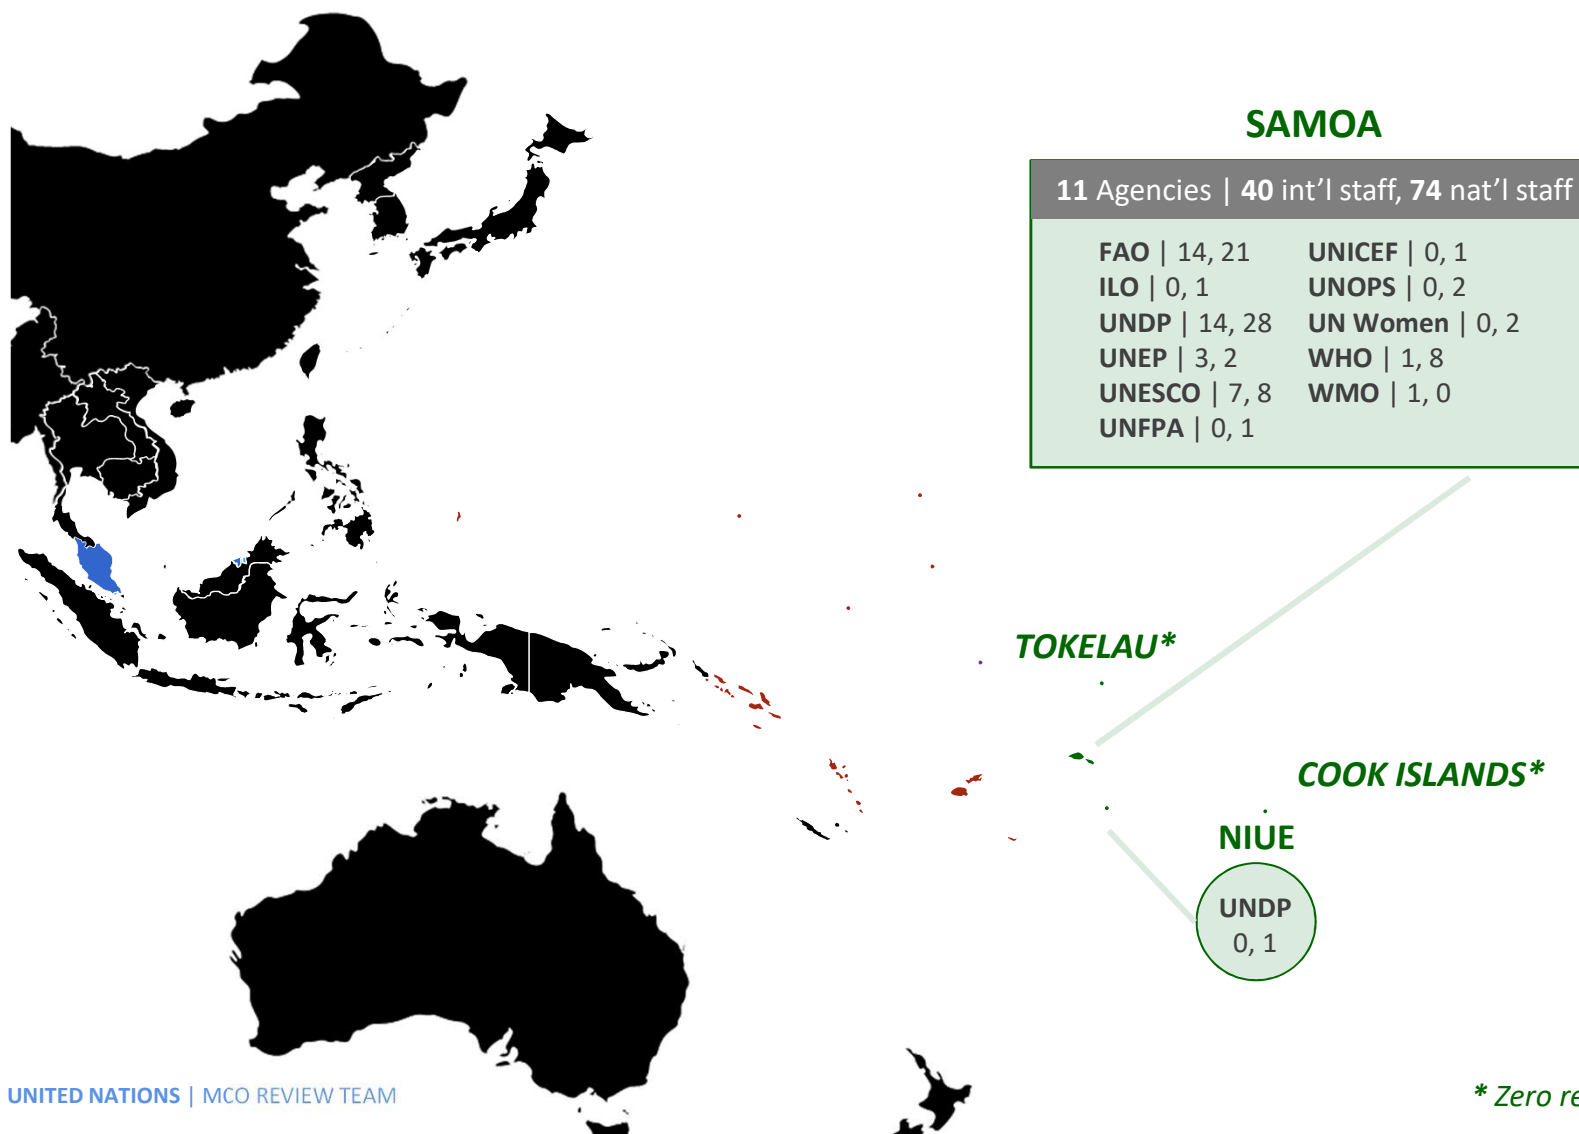 SAMOA
11 Agencies | 40 int’l staff, 74 nat’l staff
FAO | 14, 21
ILO | 0, 1
UNDP | 14, 28
UNEP | 3, 2
UNESCO | 7, 8
UNFPA | 0, 1
UNICEF | 0, 1
UNOPS | 0, 2
UN Women | 0, 2
WHO | 1, 8
WMO | 1, 0
TOKELAU*
COOK ISLANDS*
NIUE
UNDP
0, 1
UNITED NATIONS | MCO REVIEW TEAM
* Zero re